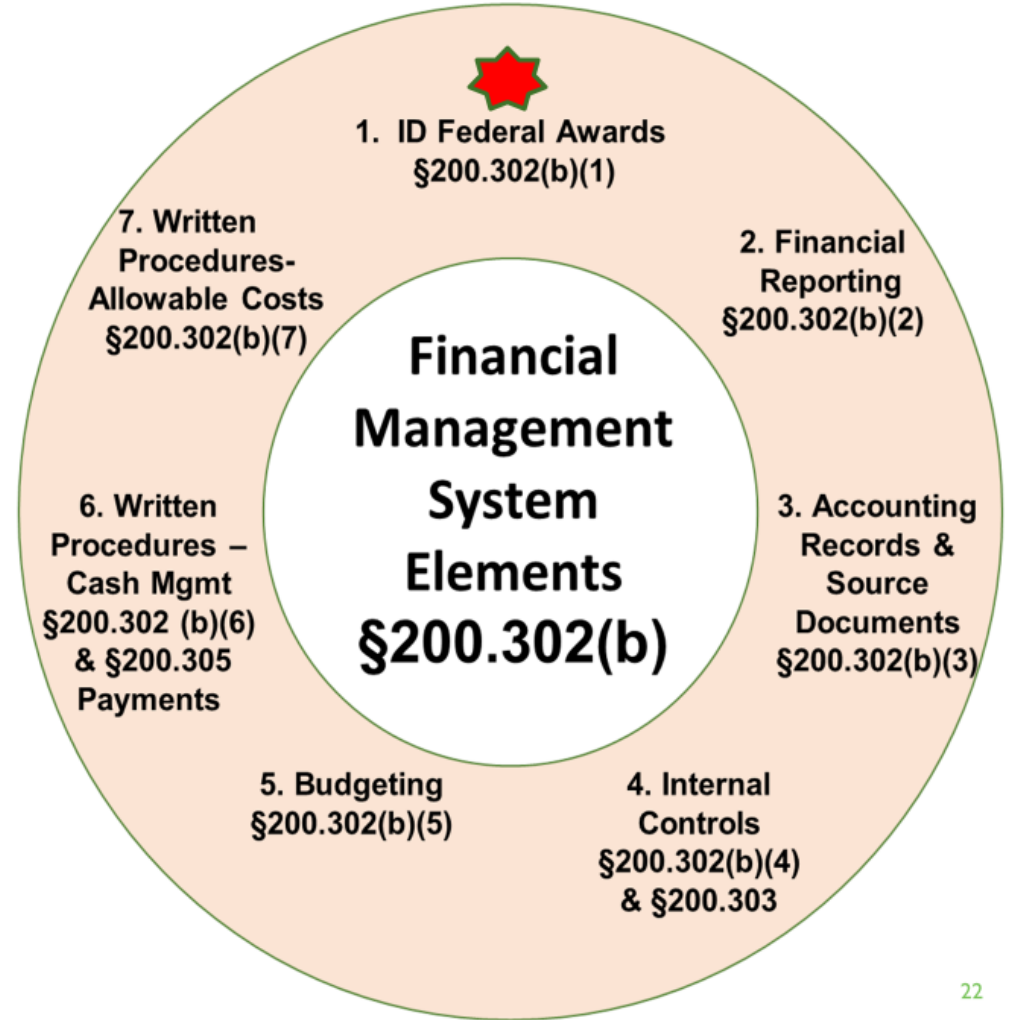 1. ID Federal Awards
§200.302(b)(1)
2. Financial
Reporting
§200.302(b)(2)
3. Accounting
Records &
Source
Documents
§200.302(b)(3)
4. Internal
Controls
§200.302(b)(4)
& §200.303
5. Budgeting
§200.302(b)(5)
6. Written
Procedures –
Cash Mgmt
§200.302 (b)(6)
& §200.305
Payments
7. Written
Procedures-
Allowable Costs
§200.302(b)(7)
Financial
Management
System
Elements
§200.302(b)
22